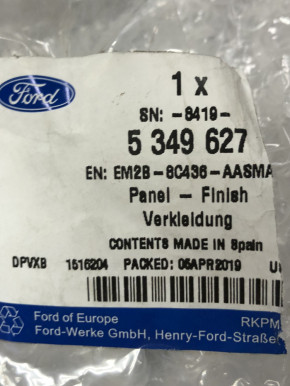 Ford
1 x
SN: -8419-
5 349 627
EN: EM2B-8C436-AASMA
Panel - Finish
Verkleidung
CONTENTS MADE IN Spain
DPVXB 1516204 PACKED: 05APR2019
Ford of Europe RKPM
Ford-Werke GmbH, Henry-Ford-Straße